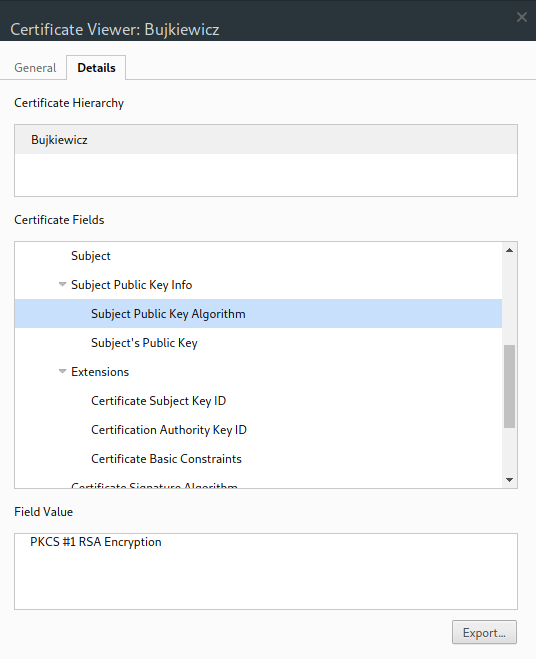 Certificate Viewer: Bujkiewicz
General
Details
Certificate Hierarchy
Bujkiewicz
Certificate Fields
Subject
Subject Public Key Info
Subject Public Key Algorithm
Subject's Public Key
Extensions
Certificate Subject Key ID
Certification Authority Key ID
Certificate Basic Constraints
Certificate Signature Algorithm
Field Value
PKCS #1 RSA Encryption
Export...